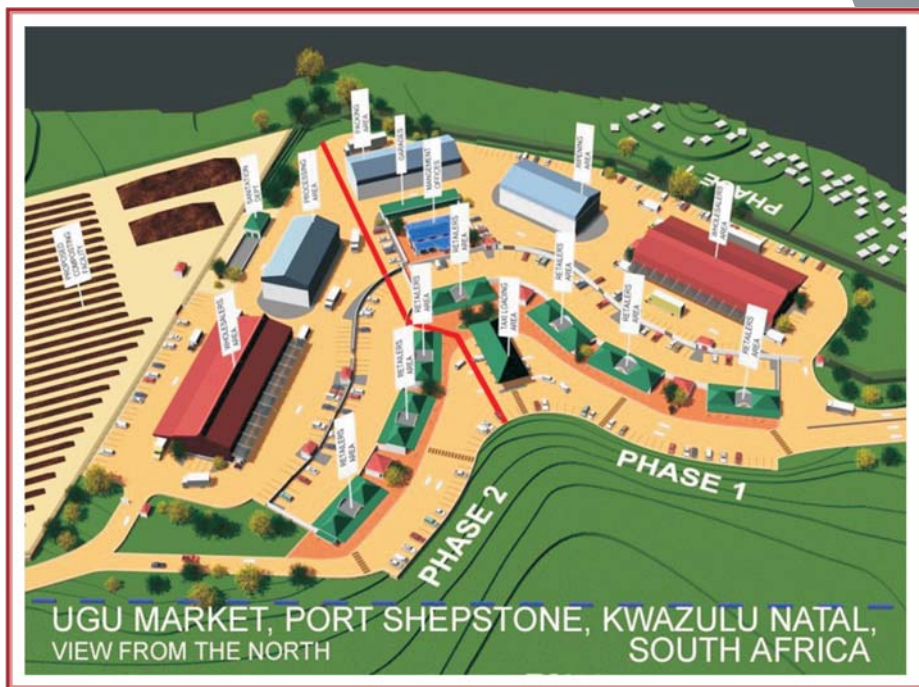 PACKING
AREA
GARAGES
MANGEMENT
OFFICES
RIPENING
AREA
PHASE 1
WHOLESALERS
AREA
SANITATION
DEPT.
PROCESSING
AREA
RETAILERS
AREA
RETAILERS
AREA
RETAILERS
AREA
RETAILERS
AREA
RETAILERS
AREA
TAXI LOADING
AREA
COMPOSTING
FACILITY
WHOLESALERS
AREA
RETAILERS
AREA
RETAILERS
AREA
PHASE 1
PHASE 2
UGU MARKET, PORT SHEPSTONE, KWAZULU NATAL,
VIEW FROM THE NORTH
SOUTH AFRICA